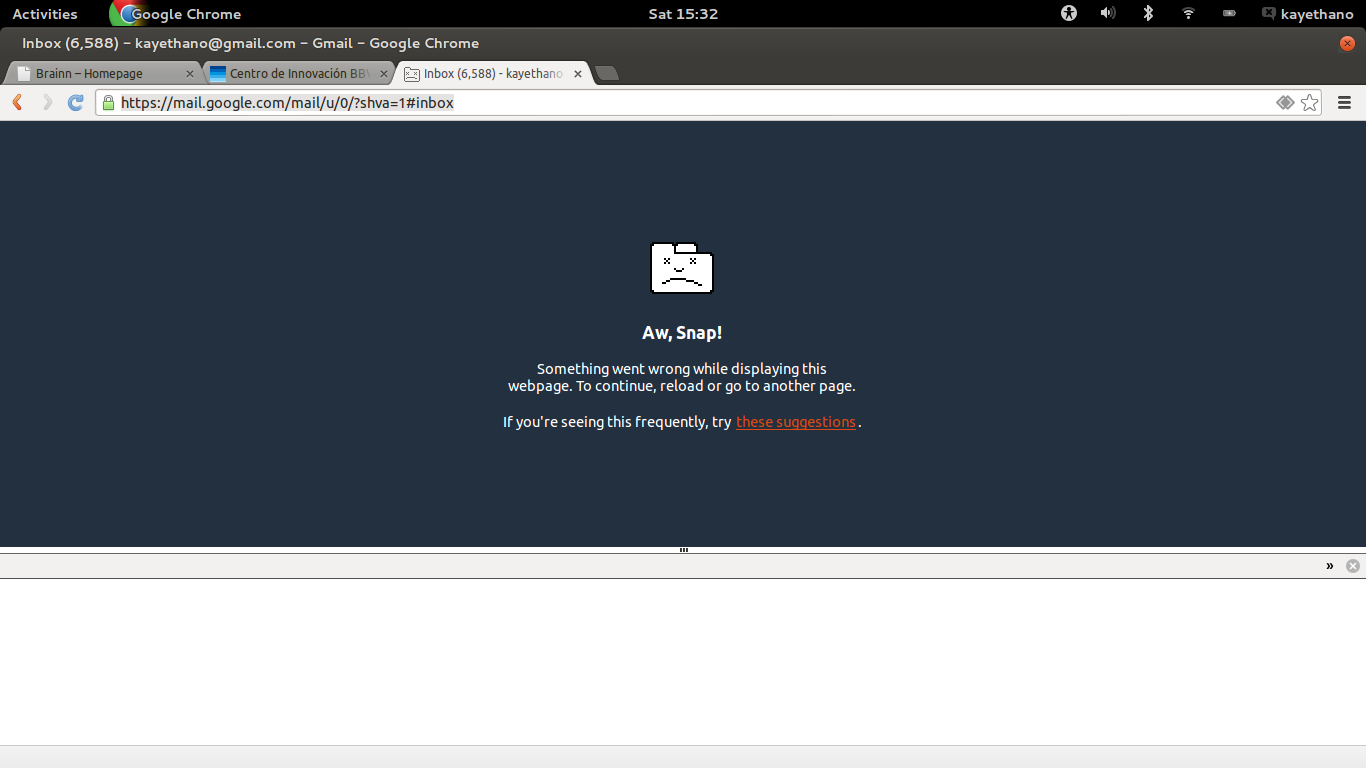 Activities Google Chrome Sat 15:32 kayethano
Inbox (6,588) - kayethano@gmail.com - Gmail - Google Chrome
Brainn – Homepage Centro de Innovación BBV Inbox (6,588) - kayethano
https://mail.google.com/mail/u/0/?shva=1#inbox
Aw, Snap!
Something went wrong while displaying this
webpage. To continue, reload or go to another page.
If you're seeing this frequently, try these suggestions.
»